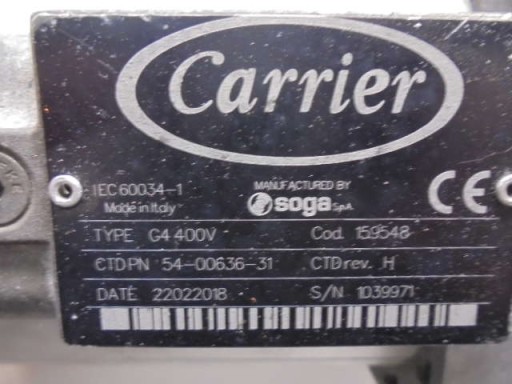 Carrier
IEC 60034-1
Made in Italy
MANUFACTURED BY
soga S.p.A.
CE
TYPE G4 400V Cod. 159548
CTD PN 54-00636-31 CTD rev. H
DATE 22022018 S/N 1039971